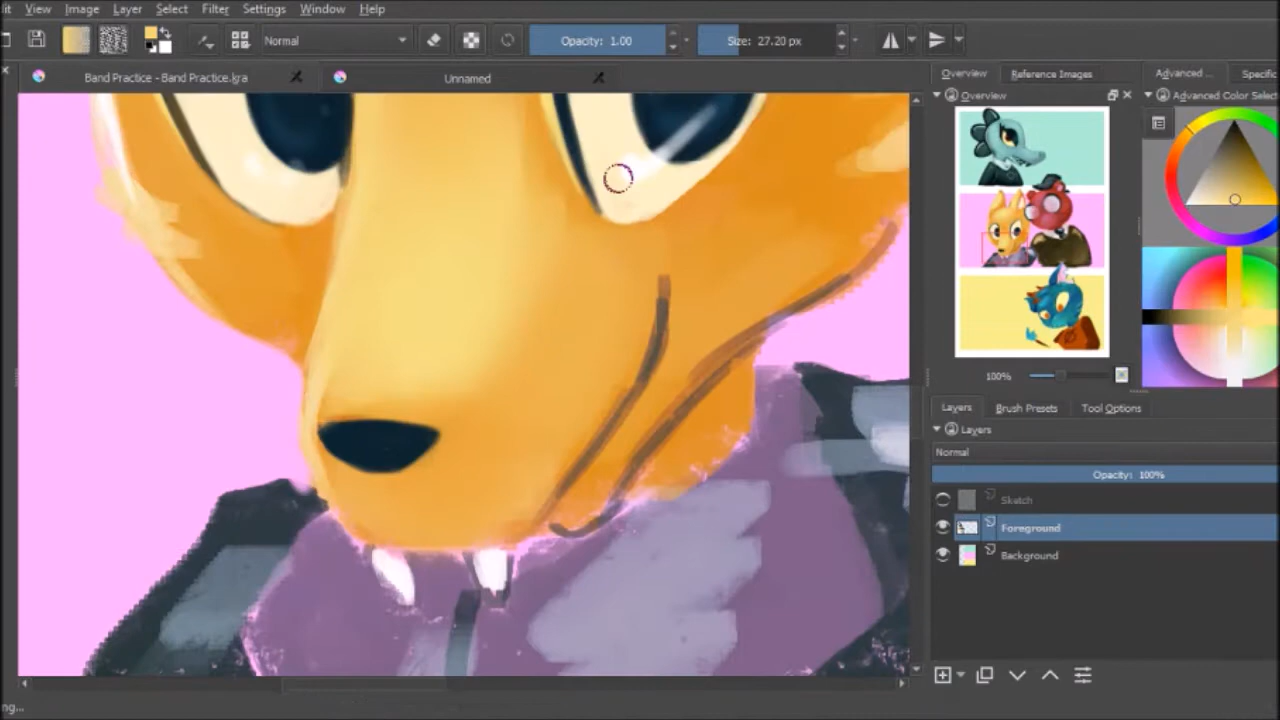 it View Image Layer Select Filter Settings Window Help
Normal Opacity: 1.00 Size: 27.20 px
Band Practice - Band Practice.kra Unnamed
Overview Reference Images Advanced ... Specific
Overview Advanced Color Select
100%
Layers Brush Presets Tool Options
Layers
Normal
Opacity: 100%
Sketch
Foreground
Background
ng...